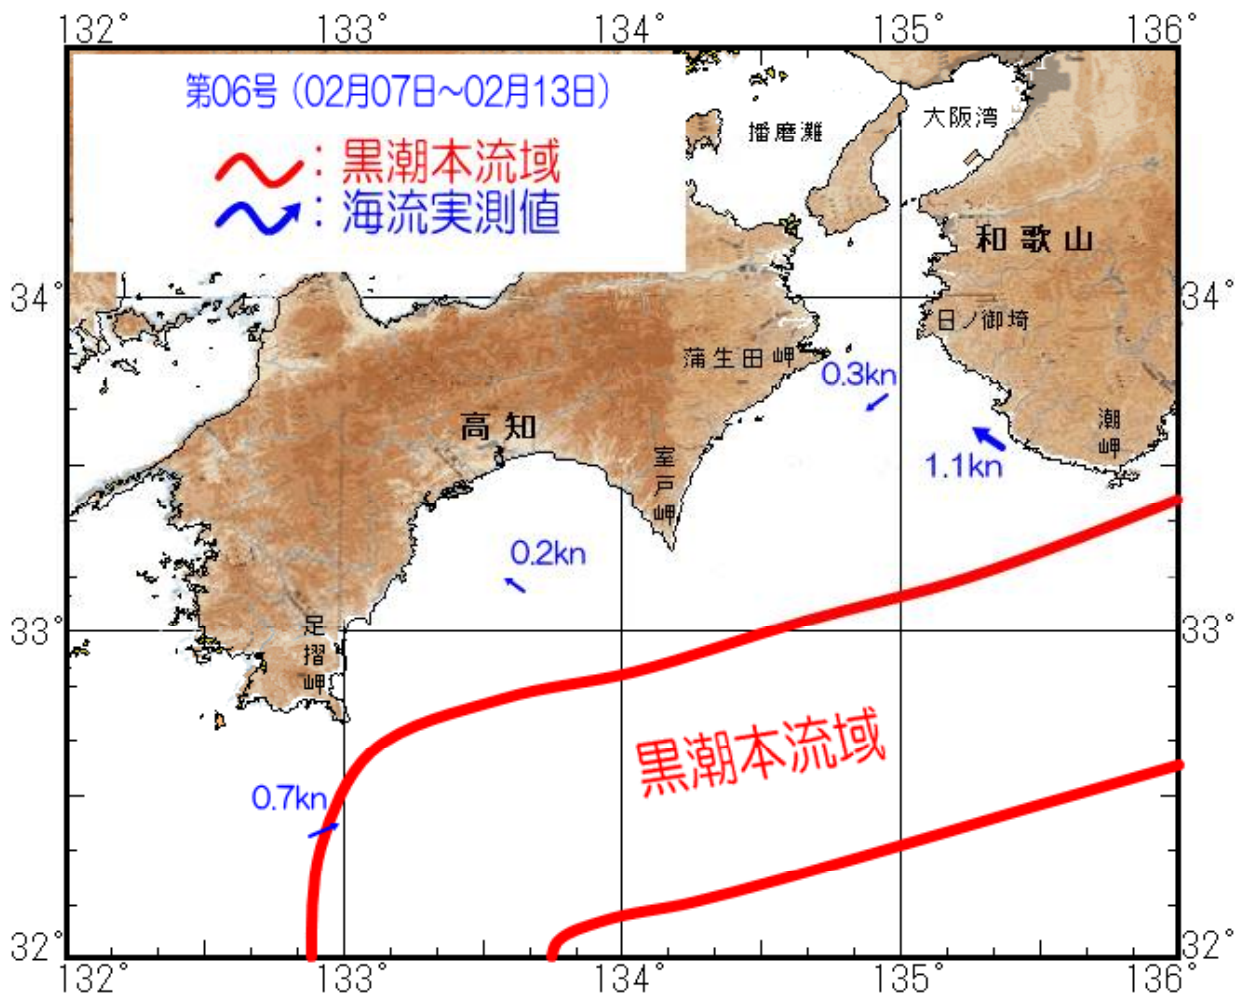 132° 133° 134° 135° 136°
第06号（02月07日～02月13日）
：黒潮本流域
：海流実測値
播磨灘
大阪湾
和歌山
34°
34°
日ノ御埼
蒲生田岬
0.3kn
高知
潮岬
室戸岬
1.1kn
0.2kn
33°
33°
足摺岬
黒潮本流域
0.7kn
32°
32°
132° 133° 134° 135° 136°